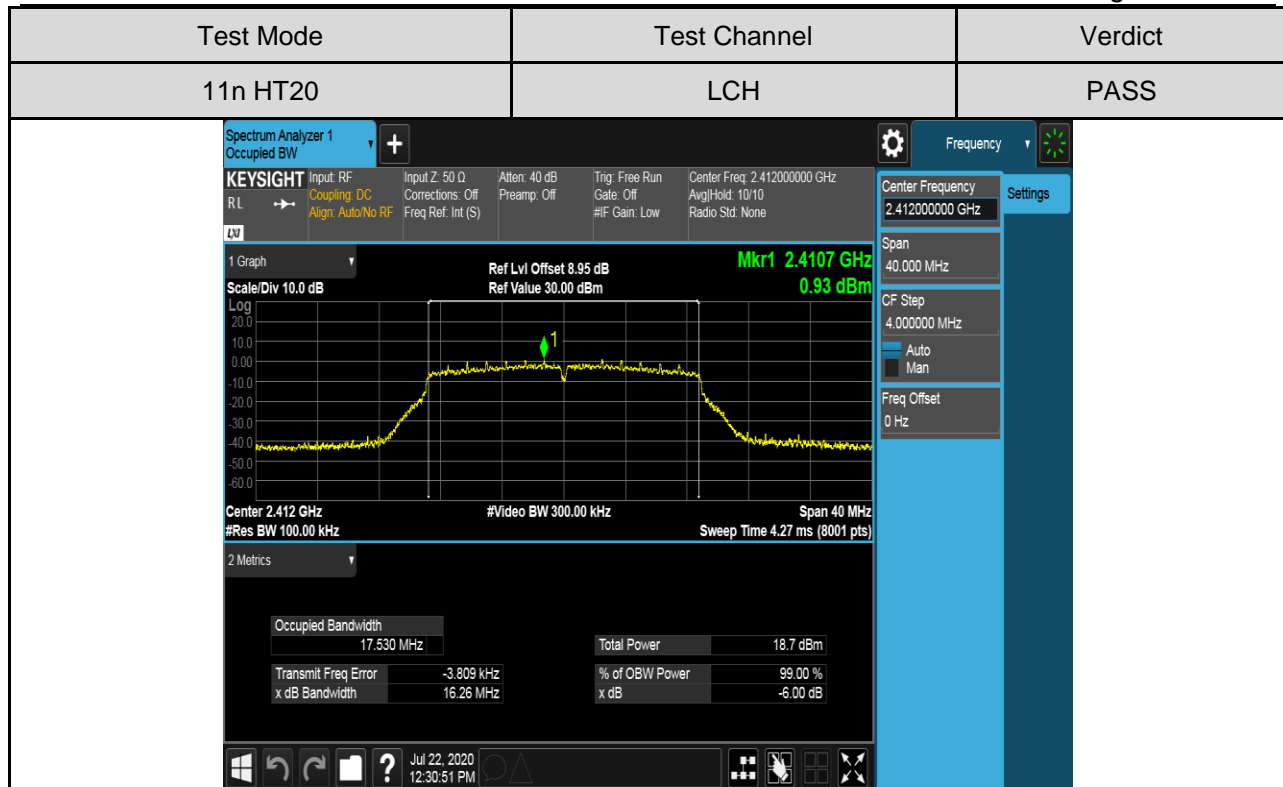 Test Mode Test Channel Verdict
11n HT20 LCH PASS
Spectrum Analyzer 1
Occupied BW
+
Frequency
KEYSIGHT Input: RF Input Z: 50 Ω Atten: 40 dB Trig: Free Run Center Freq: 2.412000000 GHz
RL Coupling: DC Corrections: Off Preamp: Off Gate: Off Avg|Hold: 10/10
Align: Auto/No RF Freq Ref: Int (S) #IF Gain: Low Radio Std: None
LXI
Center Frequency
2.412000000 GHz
Settings
Span
40.000 MHz
CF Step
4.000000 MHz
Auto
Man
Freq Offset
0 Hz
1 Graph
Ref Lvl Offset 8.95 dB
Mkr1 2.4107 GHz
Scale/Div 10.0 dB
Ref Value 30.00 dBm
0.93 dBm
Log
20.0
10.0
1
0.00
-10.0
-20.0
-30.0
-40.0
-50.0
-60.0
Center 2.412 GHz #Video BW 300.00 kHz Span 40 MHz
#Res BW 100.00 kHz Sweep Time 4.27 ms (8001 pts)
2 Metrics
Occupied Bandwidth
17.530 MHz
Total Power 18.7 dBm
Transmit Freq Error -3.809 kHz
% of OBW Power 99.00 %
x dB Bandwidth 16.26 MHz
x dB -6.00 dB
?
Jul 22, 2020
12:30:51 PM